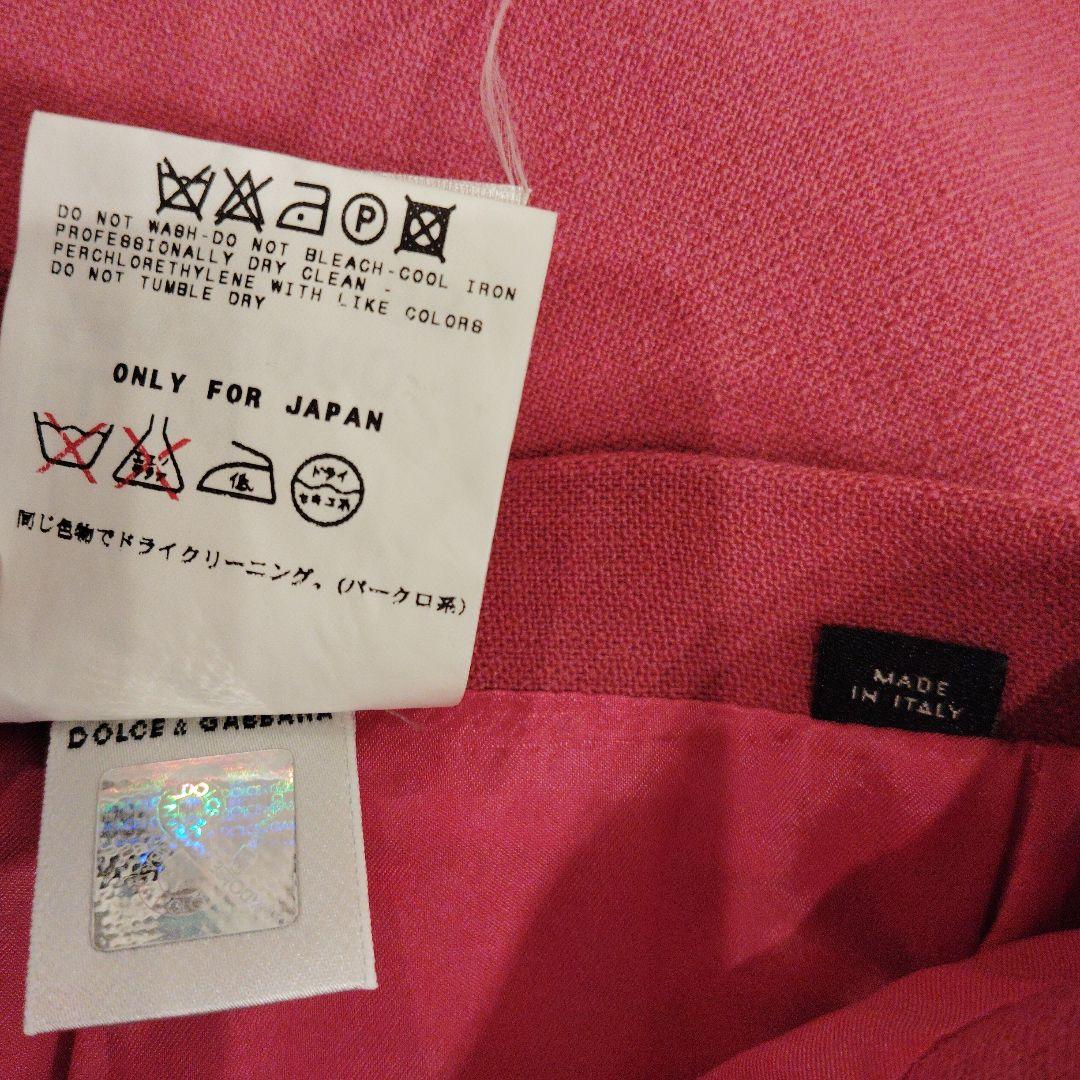 P
DO NOT WASH-DO NOT BLEACH-COOL IRON
PROFESSIONALLY DRY CLEAN -
PERCHLORETHYLENE WITH LIKE COLORS
DO NOT TUMBLE DRY
ONLY FOR JAPAN
低
ドライ
同じ色物でドライクリーニング。(パークロ系)
DOLCE & GABBANA
MADE
IN ITALY